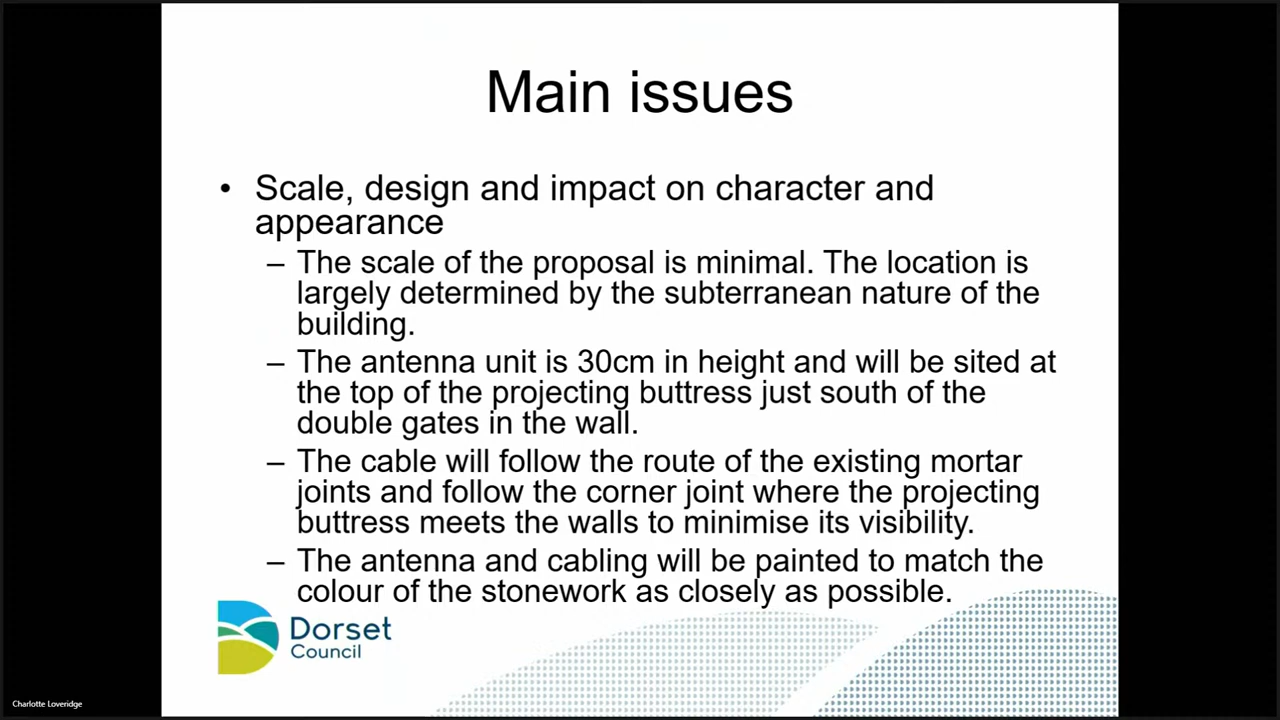 Main issues
• Scale, design and impact on character and
appearance
– The scale of the proposal is minimal. The location is
largely determined by the subterranean nature of the
building.
– The antenna unit is 30cm in height and will be sited at
the top of the projecting buttress just south of the
double gates in the wall.
– The cable will follow the route of the existing mortar
joints and follow the corner joint where the projecting
buttress meets the walls to minimise its visibility.
– The antenna and cabling will be painted to match the
colour of the stonework as closely as possible.
Dorset
Council
Charlotte Loveridge